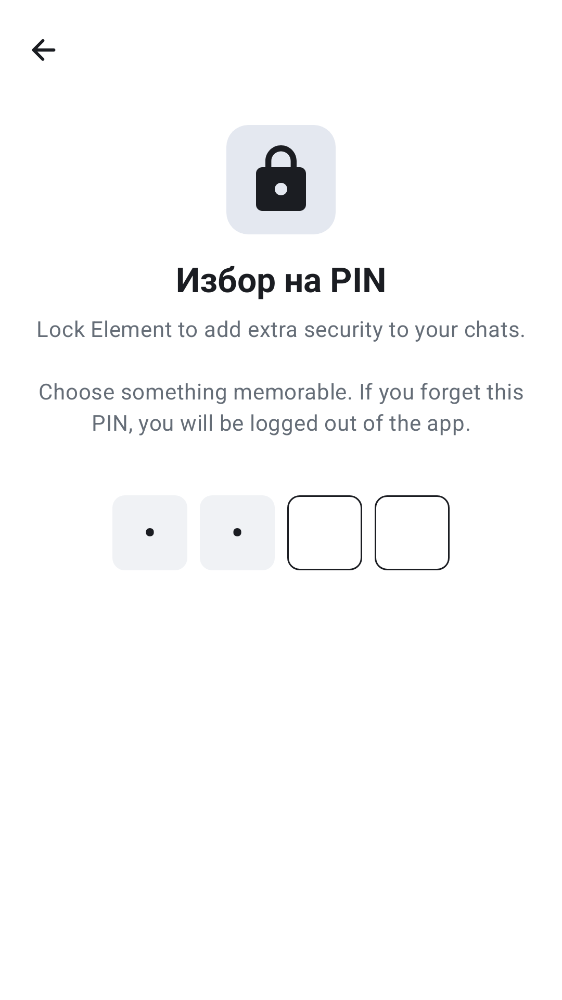 Избор на PIN
Lock Element to add extra security to your chats.
Choose something memorable. If you forget this
PIN, you will be logged out of the app.